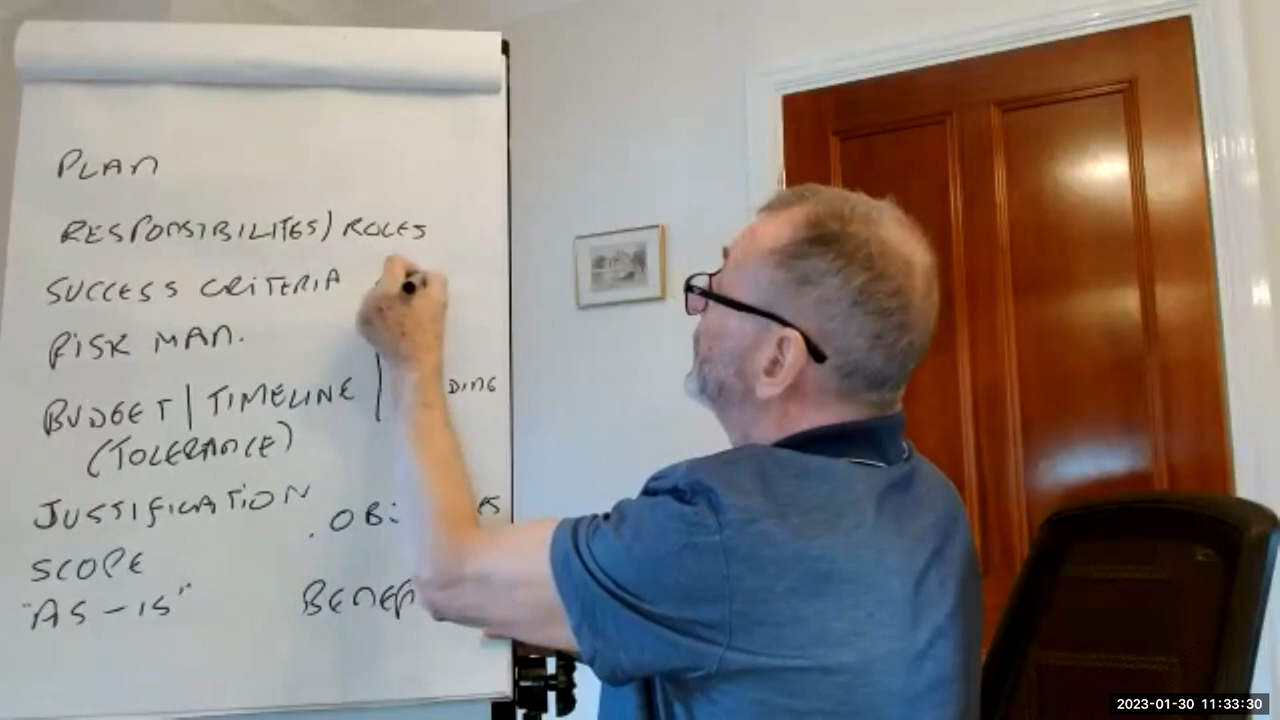 PLAN
RESPONSIBILITES) ROLES
SUCCESS CRITERIA
RISK MAN.
BUDGET | TIMELINE |
(TOLERANCE)
JUSTIFICATION
SCOPE
"AS-IS"
2023-01-30 11:33:30